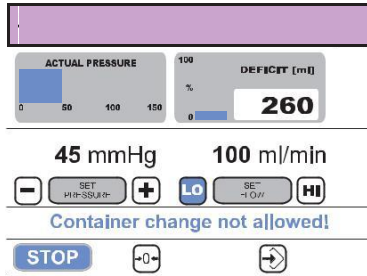 ACTUAL PRESSURE
0 50 100 150
100
%
0
DEFICIT [ml]
260
45 mmHg
100 ml/min
SET
PRESSURE
LO
SET
FLOW
HI
Container change not allowed!
STOP
0